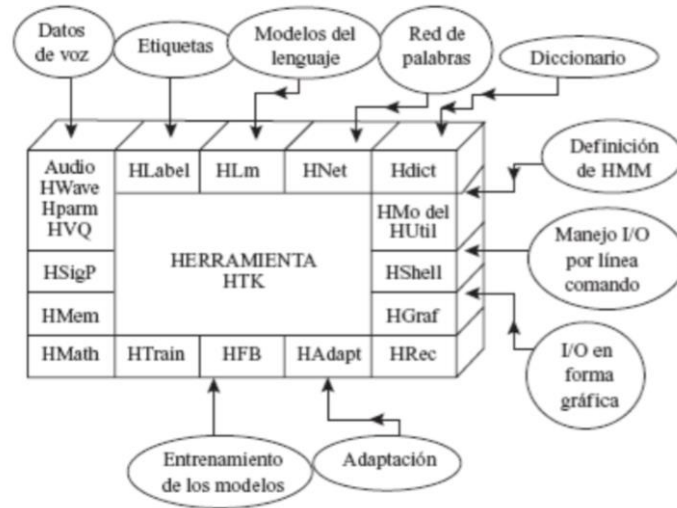 Datos
de voz
Etiquetas
Modelos del
lenguaje
Red de
palabras
Diccionario
Audio
HWave
Hparm
HVQ
HLabel
HLm
HNet
Hdict
Definición
de HMM
HMo del
HUtil
HERRAMIENTA
HTK
Manejo I/O
por línea
comando
HSigP
HShell
HMem
HGraf
HMath
HTrain
HFB
HAdapt
HRec
I/O en
forma
gráfica
Entrenamiento
de los modelos
Adaptación